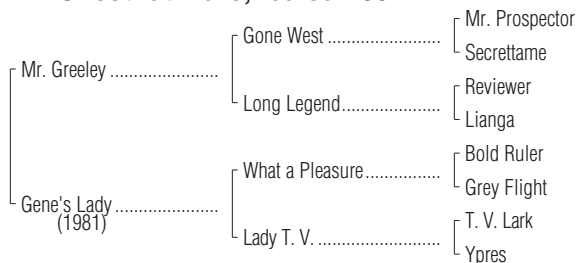 Mr. Prospector
Gone West
Secrettame
Mr. Greeley
Reviewer
Long Legend
Lianga
Bold Ruler
What a Pleasure
Grey Flight
Gene's Lady
(1981)
T. V. Lark
Lady T. V.
Ypres